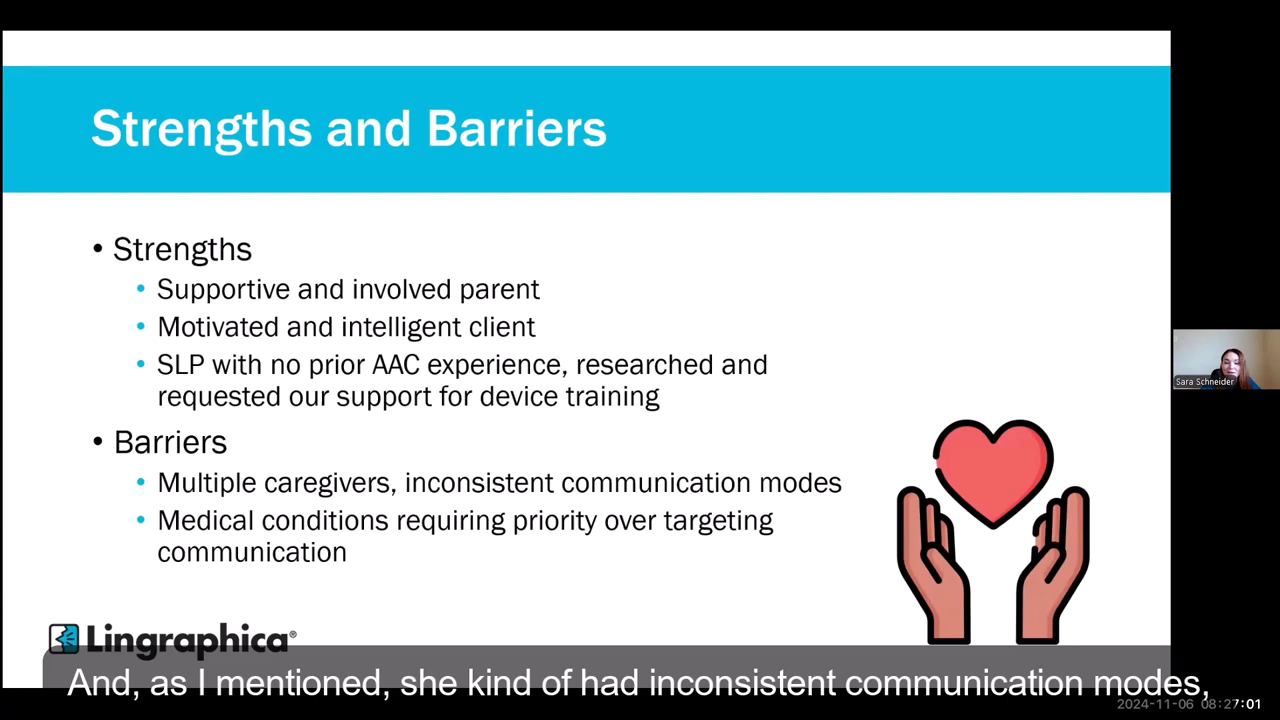 Strengths and Barriers
• Strengths
• Supportive and involved parent
• Motivated and intelligent client
• SLP with no prior AAC experience, researched and
requested our support for device training
• Barriers
• Multiple caregivers, inconsistent communication modes
• Medical conditions requiring priority over targeting
communication
Sara Schneider
Lingraphica®
And, as I mentioned, she kind of had inconsistent communication modes,
2024-11-06 08:27:01